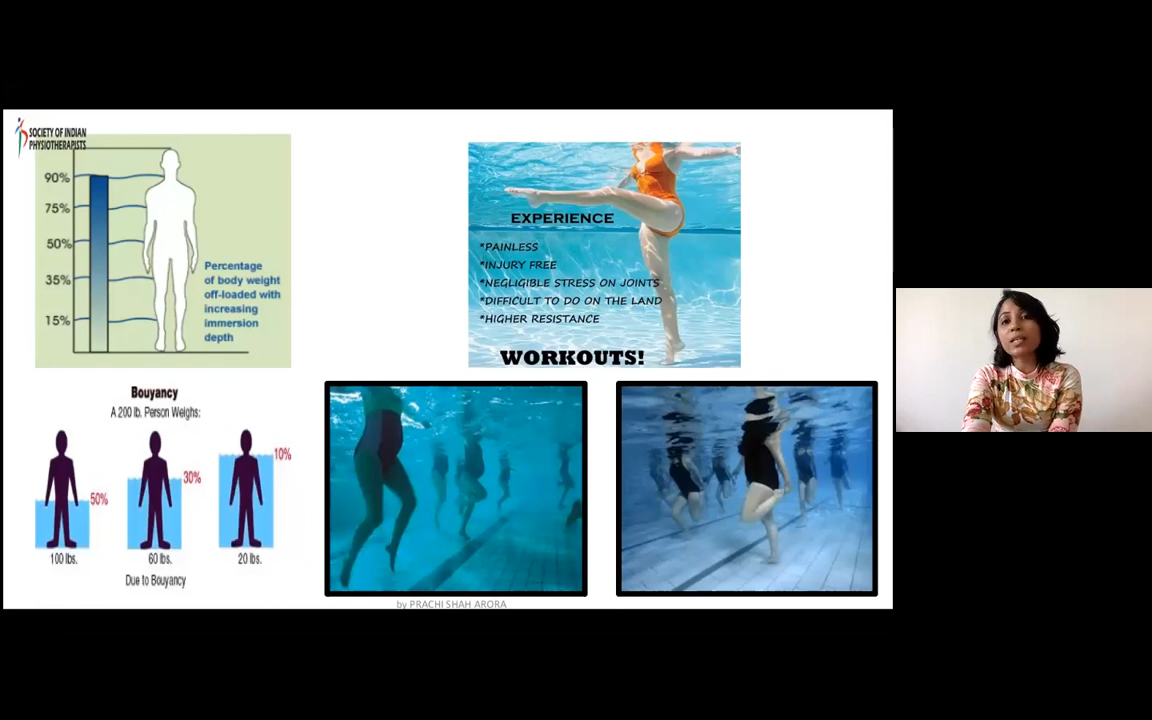 SOCIETY OF INDIAN
PHYSIOTHERAPISTS
90%
75%
50%
35%
15%
Percentage
of body weight
off-loaded with
increasing
immersion
depth
EXPERIENCE
*PAINLESS
*INJURY FREE
*NEGLIGIBLE STRESS ON JOINTS
*DIFFICULT TO DO ON THE LAND
*HIGHER RESISTANCE
WORKOUTS!
Bouyancy
A 200 lb. Person Weighs:
50%
30%
10%
100 lbs.
60 lbs.
20 lbs.
Due to Bouyancy
by PRACHI SHAH ARORA